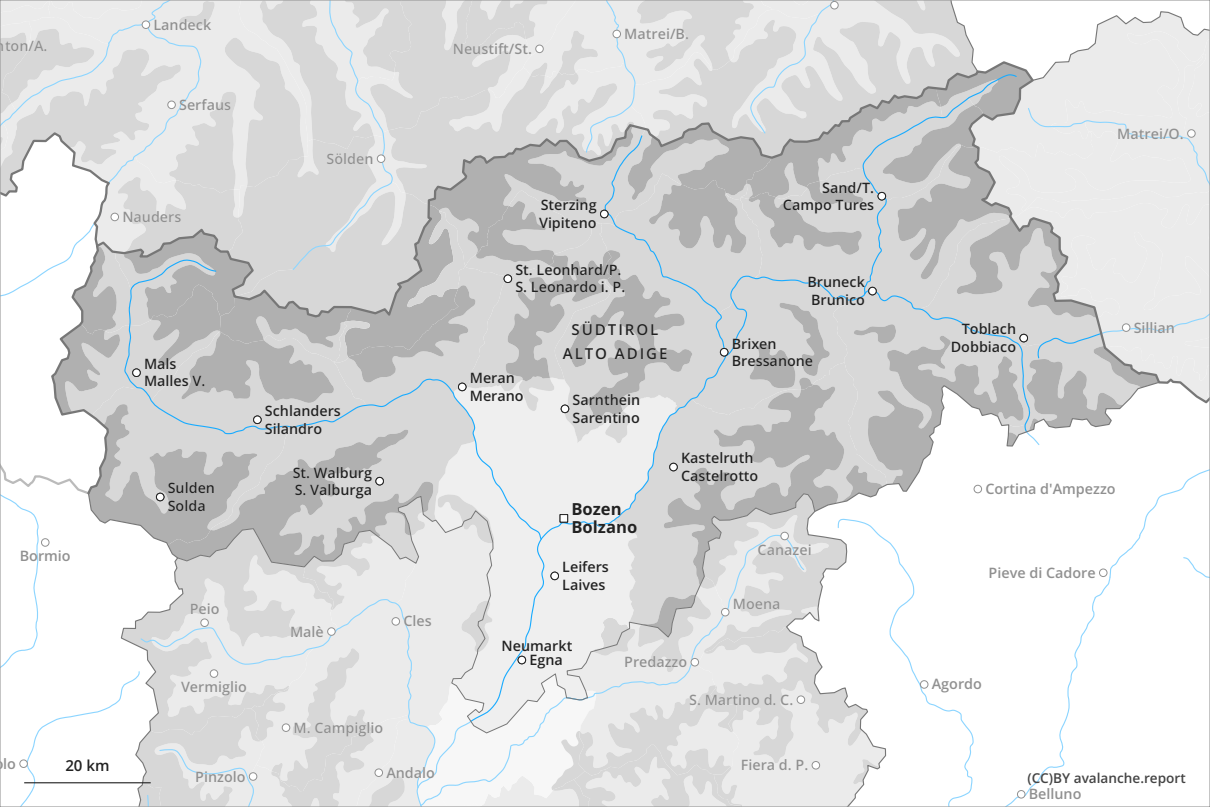 Landeck
Matrei/B.
nton/A.
Neustift/St.
Serfaus
Matrei/O.
Sölden
Sand/T.
Campo Tures
Sterzing
Vipiteno
Nauders
St. Leonhard/P.
S. Leonardo i. P.
Bruneck
Brunico
SÜDTIROL
ALTO ADIGE
Toblach
Dobbiaco
Sillian
Brixen
Bressanone
Mals
Malles V.
Meran
Merano
Sarnthein
Sarentino
Schlanders
Silandro
Kastelruth
Castelrotto
St. Walburg
S. Valburga
Sulden
Solda
Cortina d'Ampezzo
Bozen
Bolzano
Bormio
Canazei
Leifers
Laives
Pieve di Cadore
Peio
Moena
Cles
Malè
Neumarkt
Egna
Predazzo
Vermiglio
Agordo
S. Martino d. C.
M. Campiglio
olo
20 km
Fiera d. P.
Pinzolo
Andalo
(CC)BY avalanche.report
Belluno